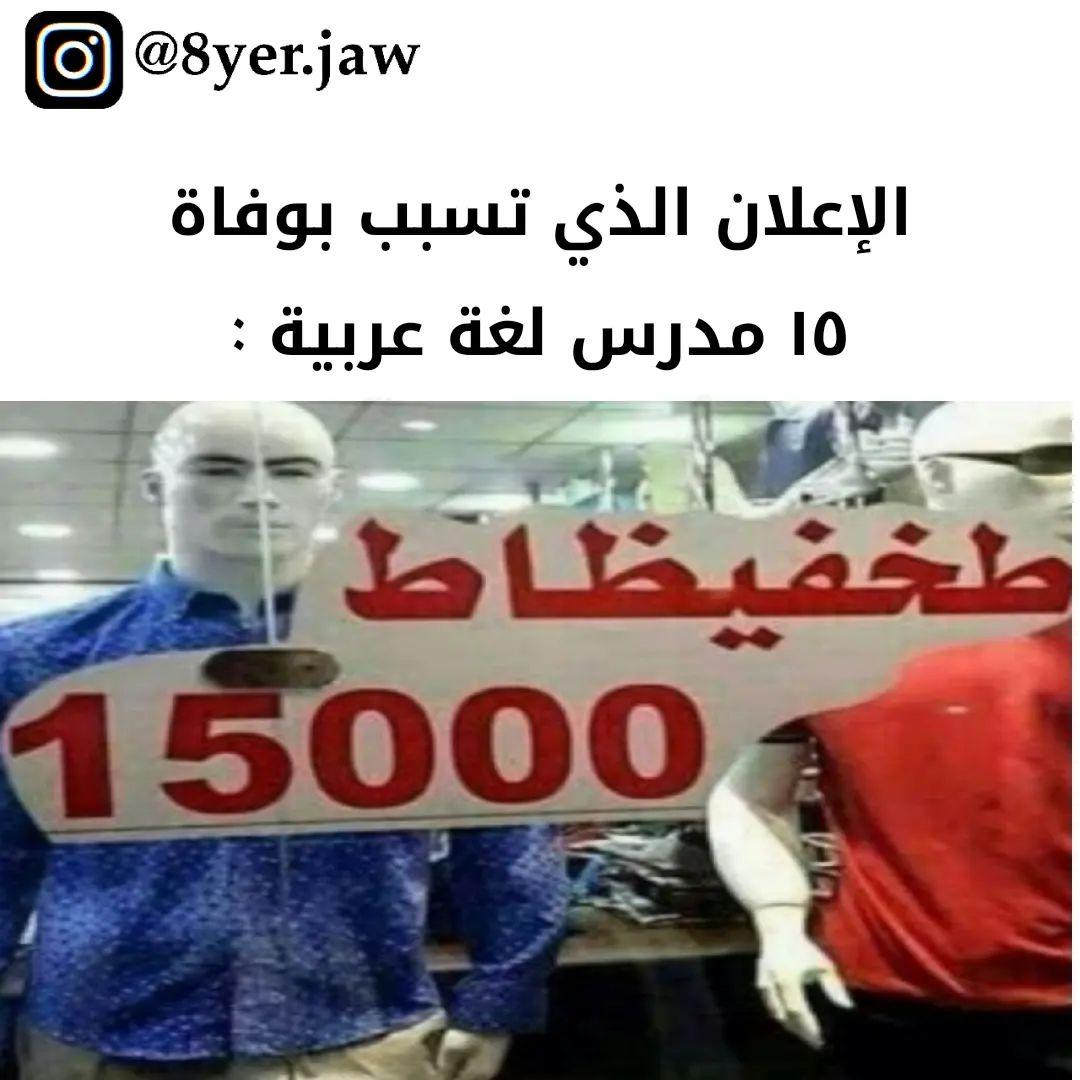 @8yer.jaw
الإعلان الذي تسبب بوفاة
١٥ مدرس لغة عربية :
طخفيظاط
15000